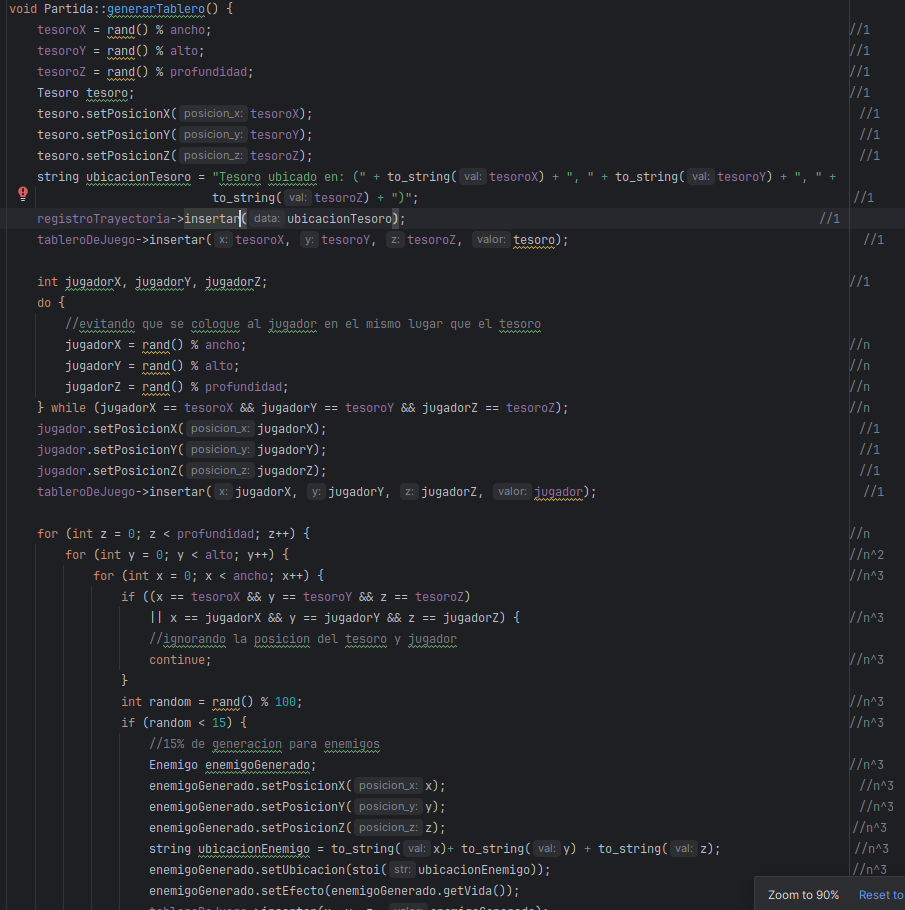 void Partida::generarTablero() {
tesoroX = rand() % ancho; //1
tesoroY = rand() % alto; //1
tesoroZ = rand() % profundidad; //1
Tesoro tesoro; //1
tesoro.setPosicionX( posicion_x: tesoroX); //1
tesoro.setPosicionY( posicion_y: tesoroY); //1
tesoro.setPosicionZ( posicion_z: tesoroZ); //1
string ubicacionTesoro = "Tesoro ubicado en: (" + to_string( val: tesoroX) + ", " + to_string( val: tesoroY) + ", " +
to_string( val: tesoroZ) + ")"; //1
registroTrayectoria->insertar( data: ubicacionTesoro); //1
tableroDeJuego->insertar( x: tesoroX, y: tesoroY, z: tesoroZ, valor: tesoro); //1
int jugadorX, jugadorY, jugadorZ; //1
do {
//evitando que se coloque al jugador en el mismo lugar que el tesoro
jugadorX = rand() % ancho; //n
jugadorY = rand() % alto; //n
jugadorZ = rand() % profundidad; //n
} while (jugadorX == tesoroX && jugadorY == tesoroY && jugadorZ == tesoroZ); //n
jugador.setPosicionX( posicion_x: jugadorX); //1
jugador.setPosicionY( posicion_y: jugadorY); //1
jugador.setPosicionZ( posicion_z: jugadorZ); //1
tableroDeJuego->insertar( x: jugadorX, y: jugadorY, z: jugadorZ, valor: jugador); //1
for (int z = 0; z < profundidad; z++) { //n
for (int y = 0; y < alto; y++) { //n^2
for (int x = 0; x < ancho; x++) { //n^3
if ((x == tesoroX && y == tesoroY && z == tesoroZ)
|| x == jugadorX && y == jugadorY && z == jugadorZ) { //n^3
//ignorando la posicion del tesoro y jugador
continue; //n^3
}
int random = rand() % 100; //n^3
if (random < 15) { //n^3
//15% de generacion para enemigos
Enemigo enemigoGenerado; //n^3
enemigoGenerado.setPosicionX( posicion_x: x); //n^3
enemigoGenerado.setPosicionY( posicion_y: y); //n^3
enemigoGenerado.setPosicionZ( posicion_z: z); //n^3
string ubicacionEnemigo = to_string( val: x)+ to_string( val: y) + to_string( val: z); //n^3
enemigoGenerado.setUbicacion(stoi( str: ubicacionEnemigo)); //n^3
enemigoGenerado.setEfecto(enemigoGenerado.getVida());
Zoom to 90% Reset to